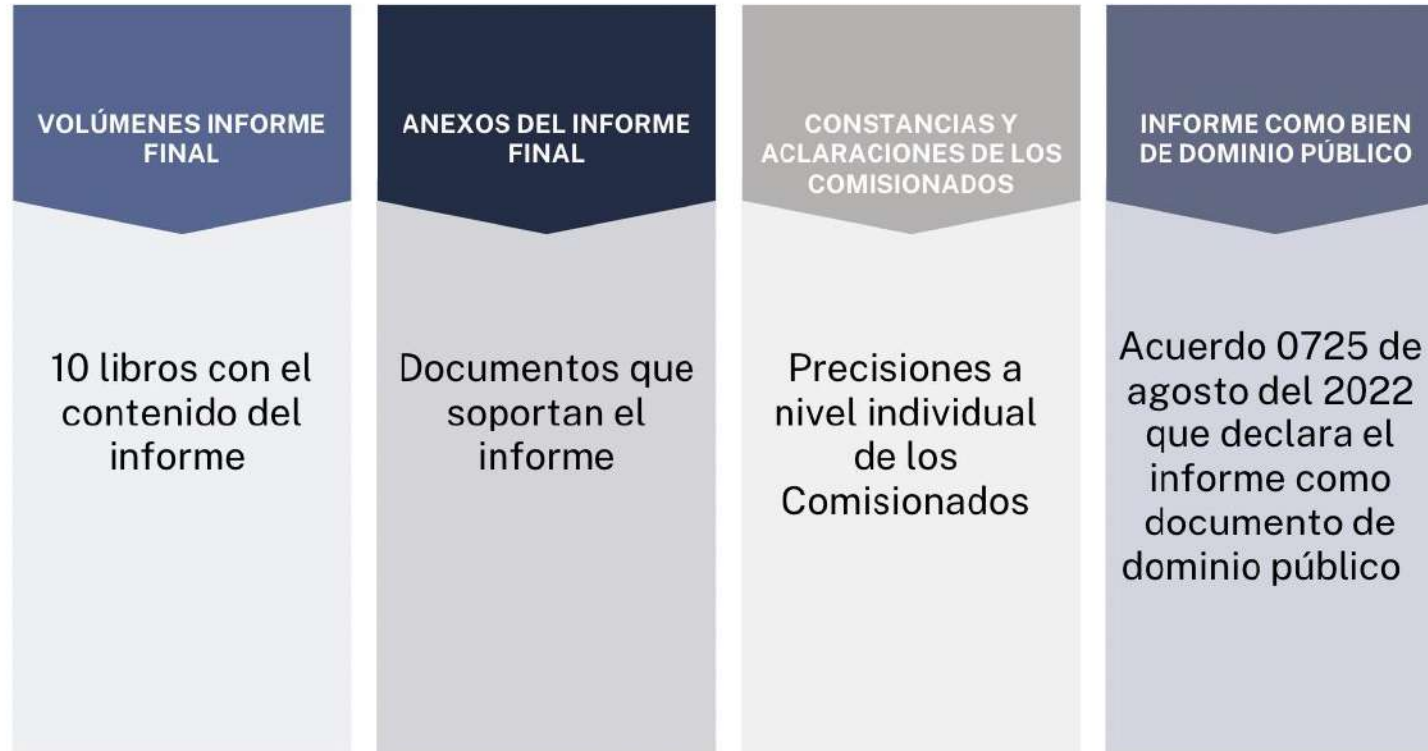 VOLÚMENES INFORME
FINAL
10 libros con el
contenido del
informe
ANEXOS DEL INFORME
FINAL
Documentos que
soportan el
informe
CONSTANCIAS Y
ACLARACIONES DE LOS
COMISIONADOS
Precisiones a
nivel individual
de los
Comisionados
INFORME COMO BIEN
DE DOMINIO PÚBLICO
Acuerdo 0725 de
agosto del 2022
que declara el
informe como
documento de
dominio público